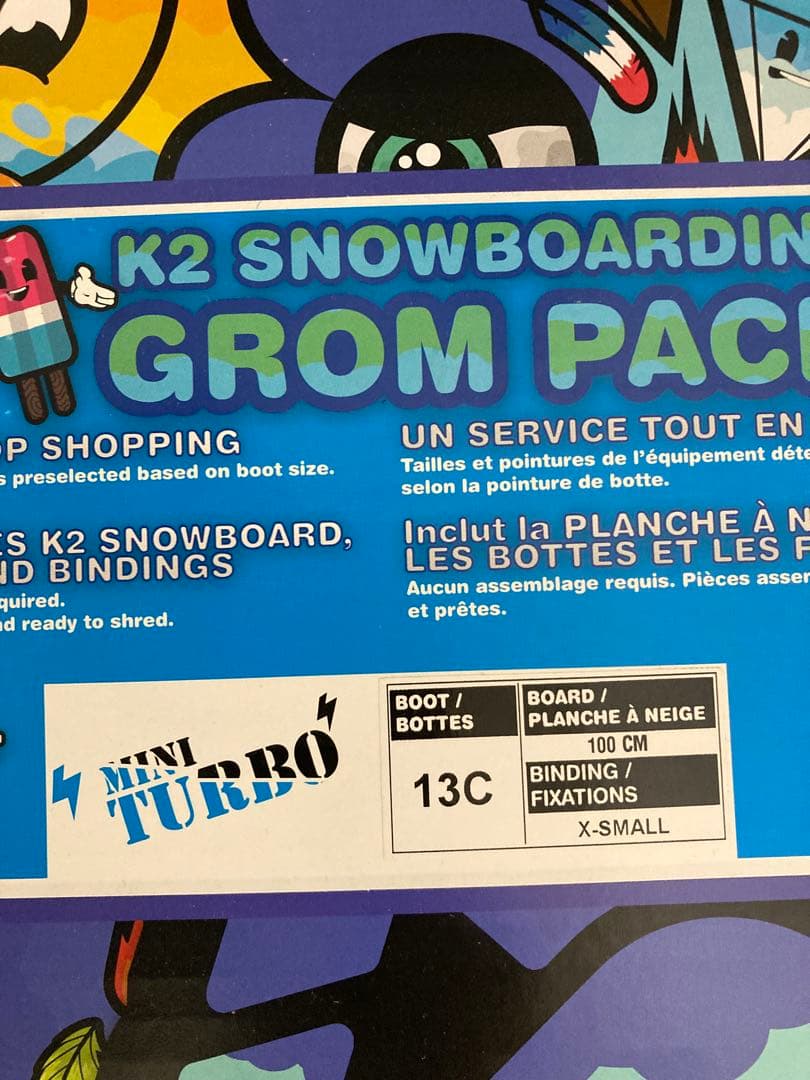 K2 SNOWBOARDIN
GROM PAC
OP SHOPPING
s preselected based on boot size.
ES K2 SNOWBOARD,
ND BINDINGS
quired.
nd ready to shred.
UN SERVICE TOUT EN
Tailles et pointures de l'équipement déte
selon la pointure de botte.
Inclut la PLANCHE À N
LES BOTTES ET LES F
Aucun assemblage requis. Pièces asser
et prêtes.
MINI
TURBO
BOOT /
BOTTES
13C
BOARD /
PLANCHE À NEIGE
100 CM
BINDING /
FIXATIONS
X-SMALL